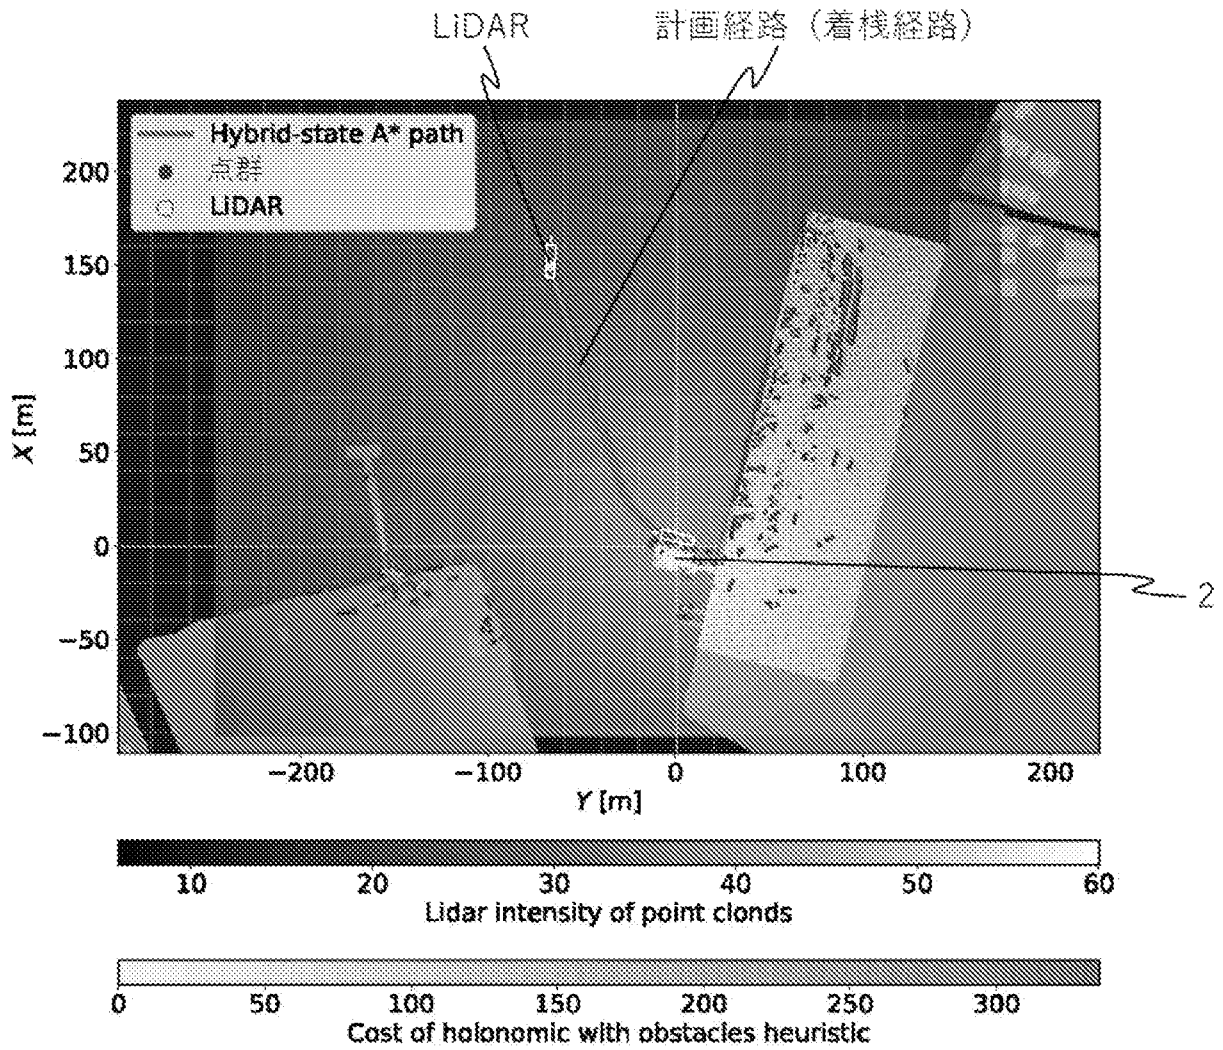 LiDAR
計画経路（着桟経路）
Hybrid-state A* path
点群
LiDAR
200
150
100
50
0
−50
−100
X [m]
2
−200 −100 0 100 200
Y [m]
10 20 30 40 50 60
Lidar intensity of point clonds
0 50 100 150 200 250 300
Cost of holonomic with obstacles heuristic